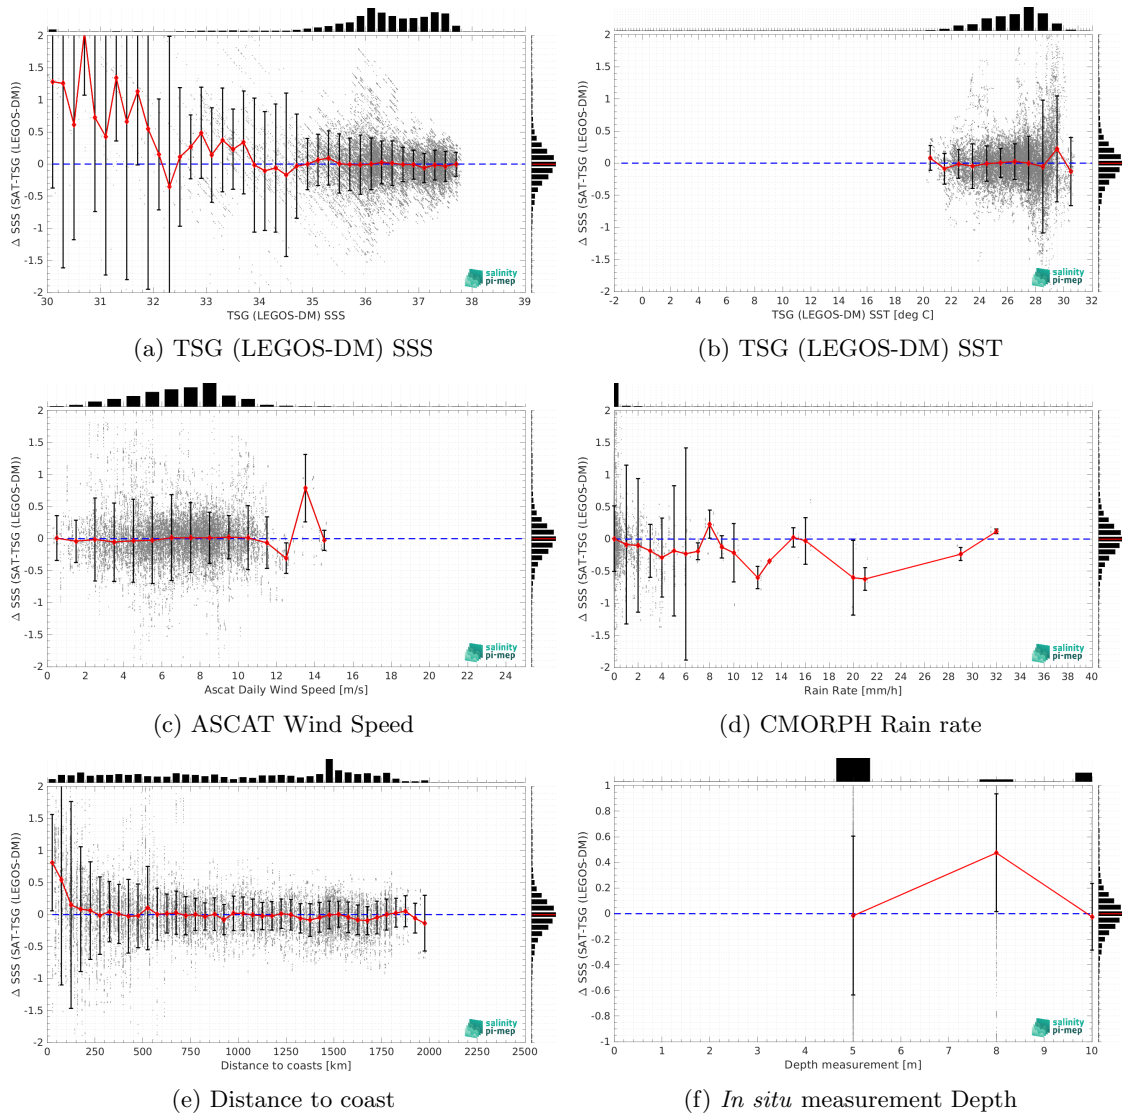 Δ SSS (SAT-TSG (LEGOS-DM))
2
1.5
1
0.5
0
-0.5
-1
-1.5
-2
30 31 32 33 34 35 36 37 38 39
TSG (LEGOS-DM) SSS
salinity
pi-mep
(a) TSG (LEGOS-DM) SSS
Δ SSS (SAT-TSG (LEGOS-DM))
2
1.5
1
0.5
0
-0.5
-1
-1.5
-2
-2 0 2 4 6 8 10 12 14 16 18 20 22 24 26 28 30 32
TSG (LEGOS-DM) SST [deg C]
salinity
pi-mep
(b) TSG (LEGOS-DM) SST
Δ SSS (SAT-TSG (LEGOS-DM))
2
1.5
1
0.5
0
-0.5
-1
-1.5
-2
0 2 4 6 8 10 12 14 16 18 20 22 24
Ascat Daily Wind Speed [m/s]
salinity
pi-mep
(c) ASCAT Wind Speed
Δ SSS (SAT-TSG (LEGOS-DM))
2
1.5
1
0.5
0
-0.5
-1
-1.5
-2
0 2 4 6 8 10 12 14 16 18 20 22 24 26 28 30 32 34 36 38 40
Rain Rate [mm/h]
salinity
pi-mep
(d) CMORPH Rain rate
Δ SSS (SAT-TSG (LEGOS-DM))
2
1.5
1
0.5
0
-0.5
-1
-1.5
-2
0 250 500 750 1000 1250 1500 1750 2000 2250 2500
Distance to coasts [km]
salinity
pi-mep
(e) Distance to coast
Δ SSS (SAT-TSG (LEGOS-DM))
1
0.8
0.6
0.4
0.2
0
-0.2
-0.4
-0.6
-0.8
-1
0 1 2 3 4 5 6 7 8 9 10
Depth measurement [m]
salinity
pi-mep
(f) In situ measurement Depth